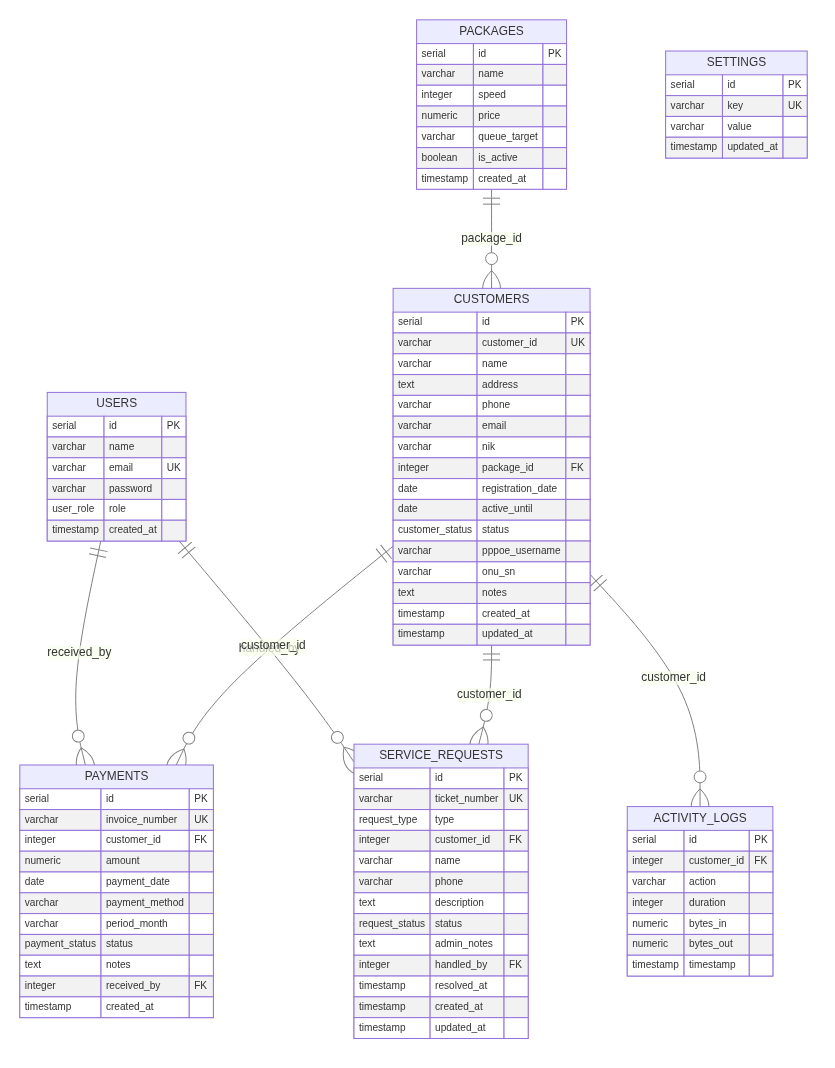 PACKAGES
serial id PK
varchar name
integer speed
numeric price
varchar queue_target
boolean is_active
timestamp created_at
SETTINGS
serial id PK
varchar key UK
varchar value
timestamp updated_at
package_id
CUSTOMERS
serial id PK
varchar customer_id UK
varchar name
text address
varchar phone
varchar email
varchar nik
integer package_id FK
date registration_date
date active_until
customer_status status
varchar pppoe_username
varchar onu_sn
text notes
timestamp created_at
timestamp updated_at
USERS
serial id PK
varchar name
varchar email UK
varchar password
user_role role
timestamp created_at
received_by
handled_by
customer_id
customer_id
customer_id
PAYMENTS
serial id PK
varchar invoice_number UK
integer customer_id FK
numeric amount
date payment_date
varchar payment_method
varchar period_month
payment_status status
text notes
integer received_by FK
timestamp created_at
SERVICE_REQUESTS
serial id PK
varchar ticket_number UK
request_type type
integer customer_id FK
varchar name
varchar phone
text description
request_status status
text admin_notes
integer handled_by FK
timestamp resolved_at
timestamp created_at
timestamp updated_at
ACTIVITY_LOGS
serial id PK
integer customer_id FK
varchar action
integer duration
numeric bytes_in
numeric bytes_out
timestamp timestamp